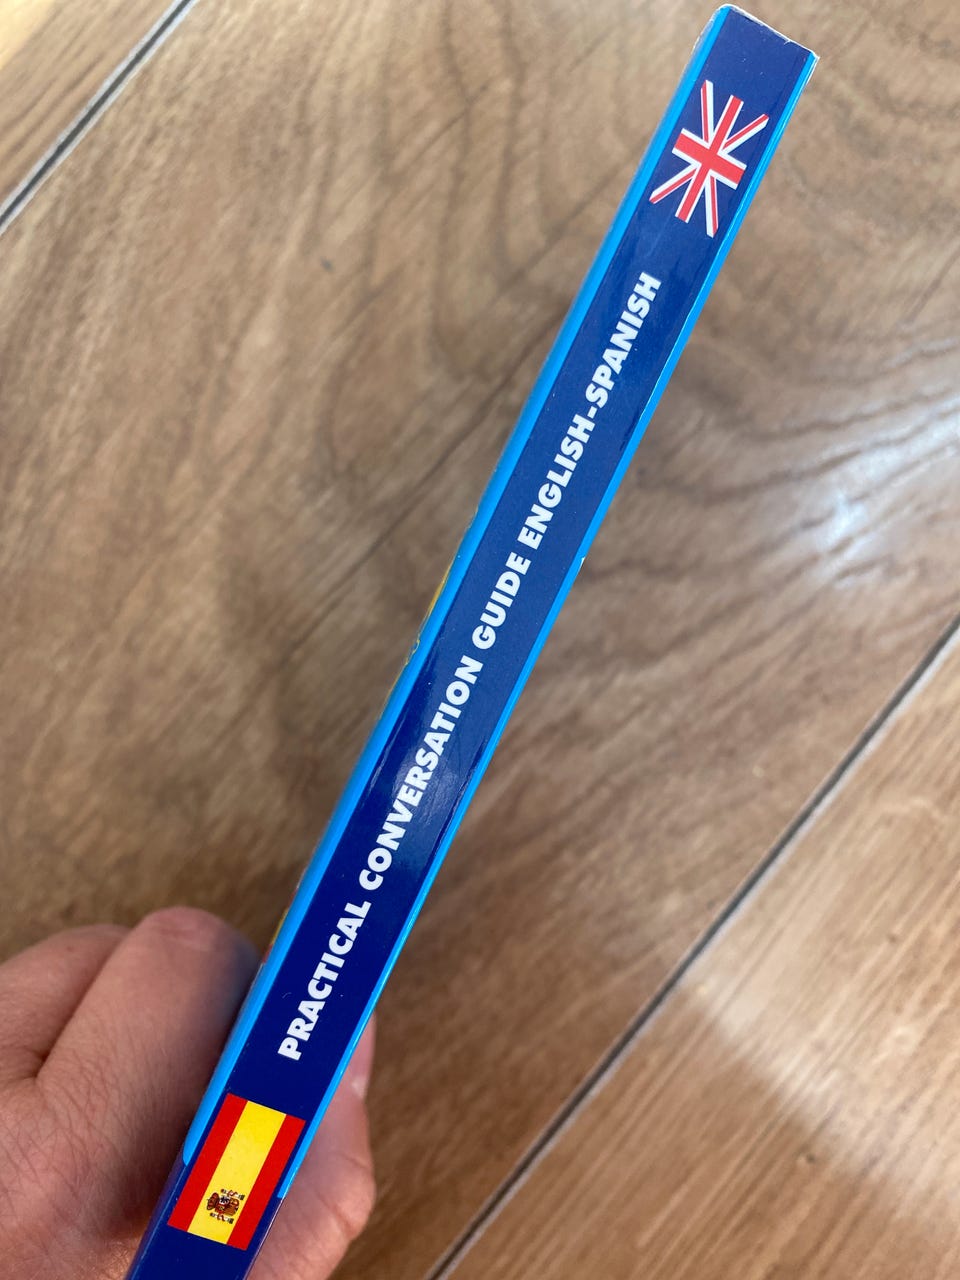 PRACTICAL CONVERSATION GUIDE ENGLISH-SPANISH